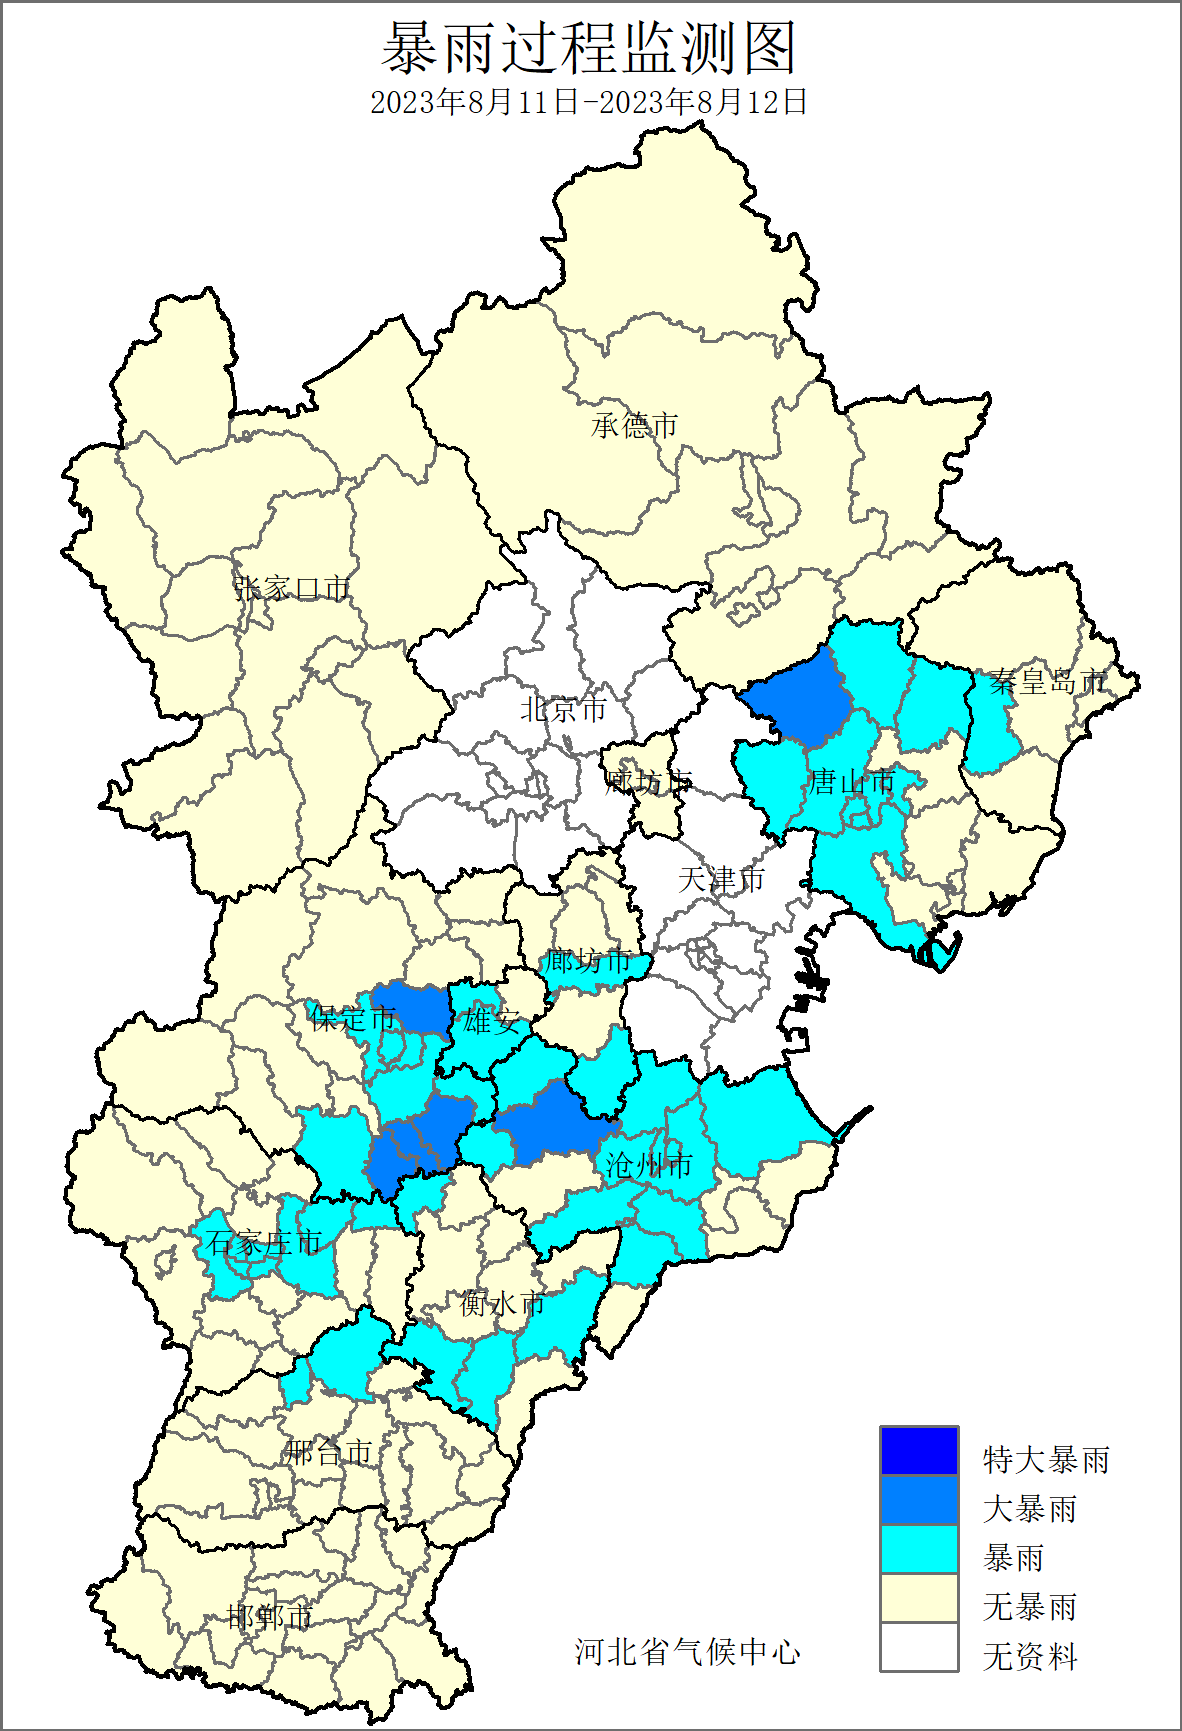 暴雨过程监测图
2023年8月11日-2023年8月12日
承德市
张家口市
秦皇岛市
北京市
廊坊市
唐山市
天津市
廊坊市
保定市
雄安
沧州市
石家庄市
衡水市
邢台市
邯郸市
特大暴雨
大暴雨
暴雨
无暴雨
无资料
河北省气候中心